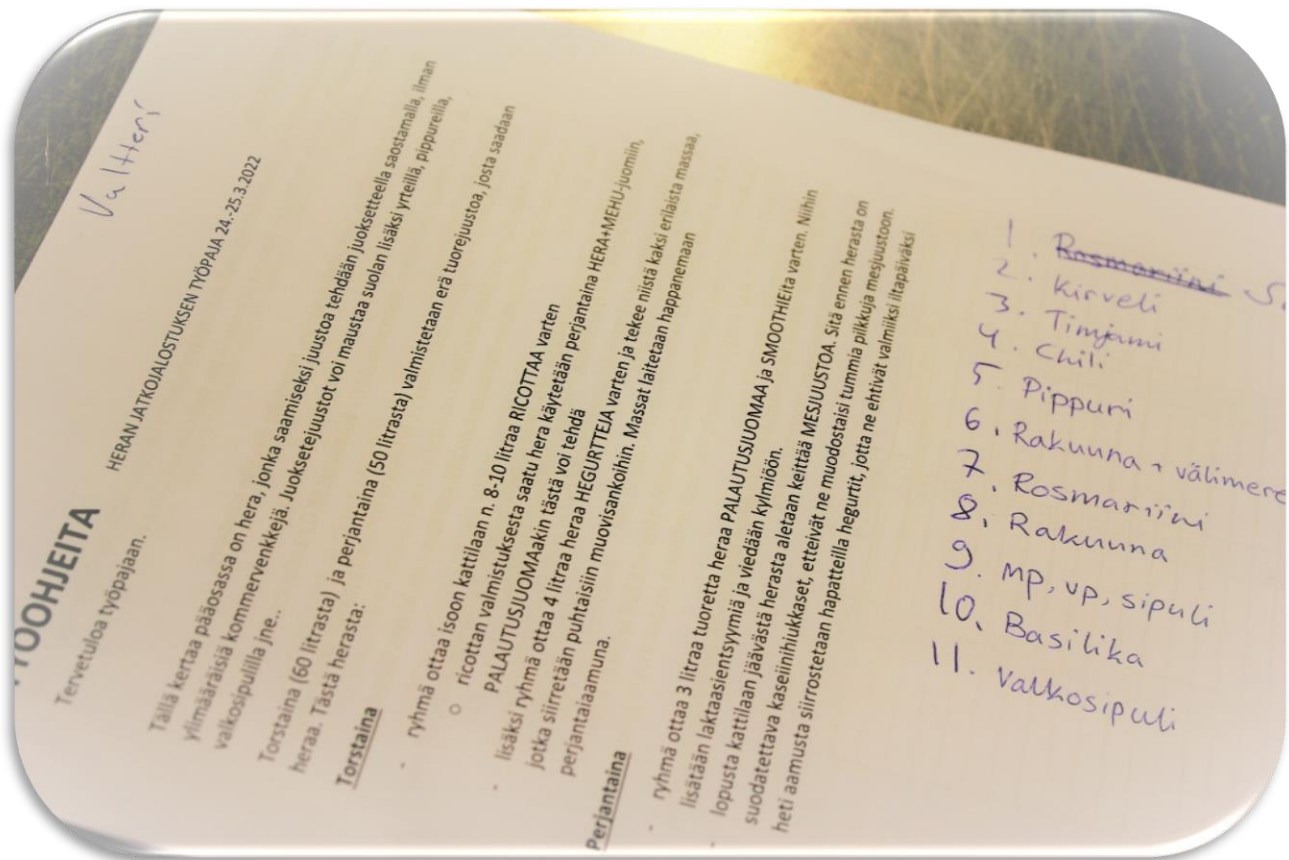 Valtteri
TYÖOHJEITA
HERAN JATKOJALOSTUKSEN TYÖPAJA 24.-25.3.2022
Tervetuloa työpajaan.
Tällä kertaa pääosassa on hera, jonka saamiseksi juustoa tehdään juoksetteella saostamalla, ilman
ylimääräisiä kommervenkkejä. Juoksetejuustot voi maustaa suolan lisäksi yrteillä, pippureilla,
valkosipulilla jne..
Torstaina (60 litrasta) ja perjantaina (50 litrasta) valmistetaan erä tuorejuustoa, josta saadaan
heraa. Tästä herasta:
Torstaina
- ryhmä ottaa isoon kattilaan n. 8-10 litraa RICOTTAA varten
o ricottan valmistuksesta saatu hera käytetään perjantaina HERA+MEHU-juomiin,
PALAUTUSJUOMAakin tästä voi tehdä
- lisäksi ryhmä ottaa 4 litraa heraa HEGURTTEJA varten ja tekee niistä kaksi erilaista massaa,
jotka siirretään puhtaisiin muovisankoihin. Massat laitetaan happanemaan
perjantaiaamuna.
Perjantaina
- ryhmä ottaa 3 litraa tuoretta heraa PALAUTUSJUOMAA ja SMOOTHIEita varten. Niihin
lisätään laktaasientsyymiä ja viedään kylmiöön.
- lopusta kattilaan jäävästä herasta aletaan keittää MESJUUSTOA. Sitä ennen herasta on
suodatettava kaseiinihiukkaset, etteivät ne muodostaisi tummia pilkkuja mesjuustoon.
heti aamusta siirrostetaan hapatteilla hegurtit, jotta ne ehtivät valmiiksi iltapäiväksi
1. Rosmariini S.
2. Kirveli
3. Timjami
4. Chili
5. Pippuri
6. Rakuuna + välimere
7. Rosmariini
8. Rakuuna
9. mp, vp, sipuli
10. Basilika
11. Valkosipuli